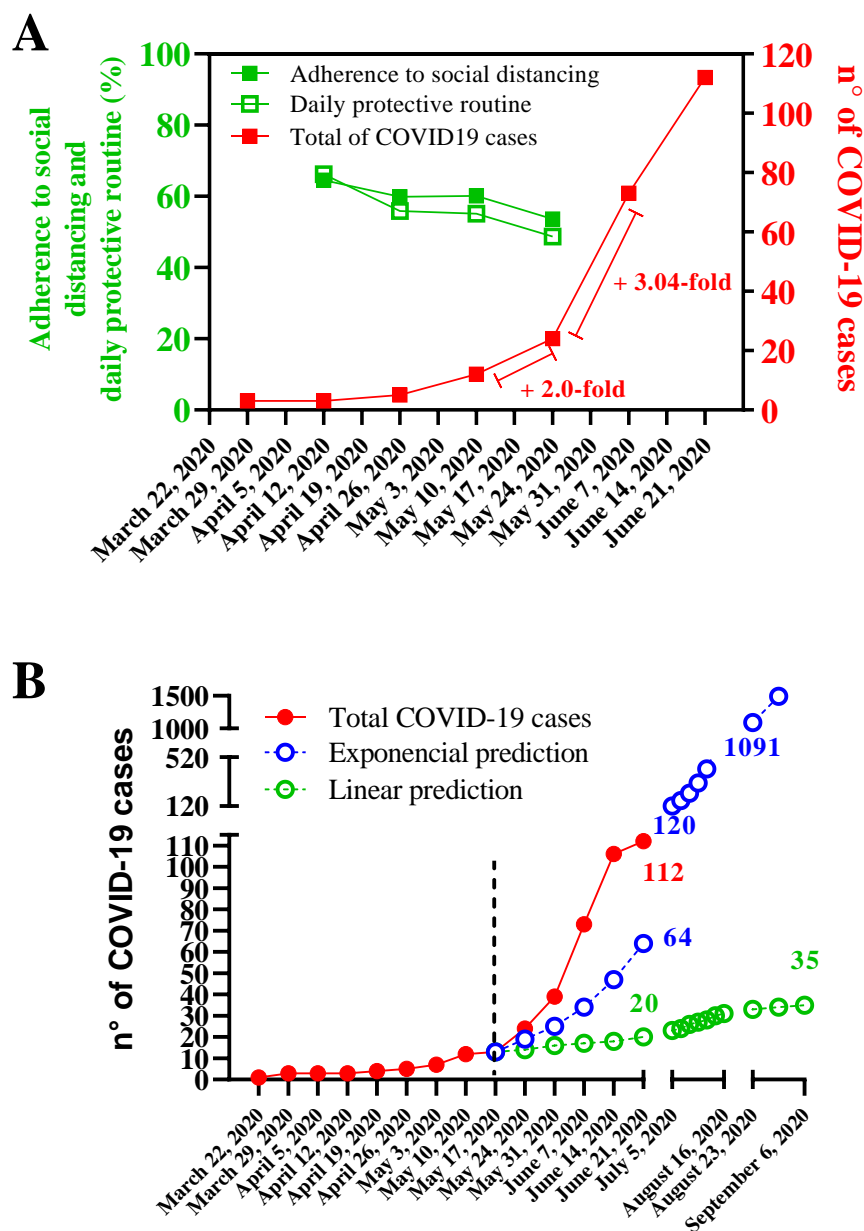 A
Adherence to social
distancing and
daily protective routine (%)
100
80
60
40
20
0
Adherence to social distancing
Daily protective routine
Total of COVID19 cases
+ 3.04-fold
+ 2.0-fold
120
100
80
60
40
20
0
n° of COVID-19 cases
March 22, 2020
March 29, 2020
April 5, 2020
April 12, 2020
April 19, 2020
April 26, 2020
May 3, 2020
May 10, 2020
May 17, 2020
May 24, 2020
May 31, 2020
June 7, 2020
June 14, 2020
June 21, 2020
B
n° of COVID-19 cases
1500
1000
520
120
110
100
90
80
70
60
50
40
30
20
10
0
Total COVID-19 cases
Exponencial prediction
Linear prediction
1091
120
112
64
35
20
March 22, 2020
March 29, 2020
April 5, 2020
April 12, 2020
April 19, 2020
April 26, 2020
May 3, 2020
May 10, 2020
May 17, 2020
May 24, 2020
May 31, 2020
June 7, 2020
June 14, 2020
June 21, 2020
July 5, 2020
August 16, 2020
August 23, 2020
September 6, 2020